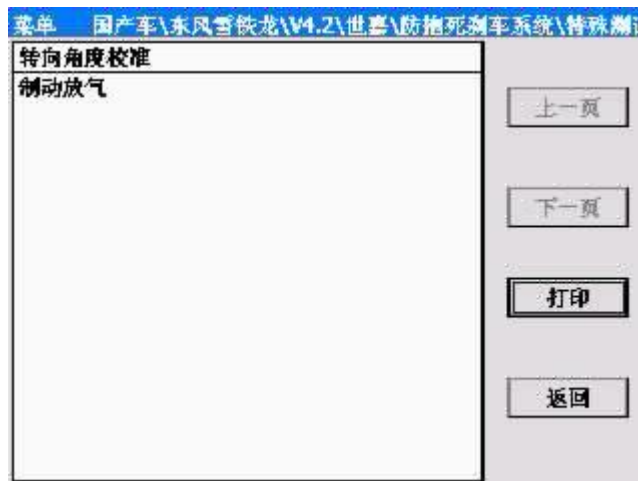 菜单 国产车\东风雪铁龙\V4.2\世嘉\防抱死刹车系统\特殊测
转向角度校准
制动放气
上一页
下一页
打印
返回